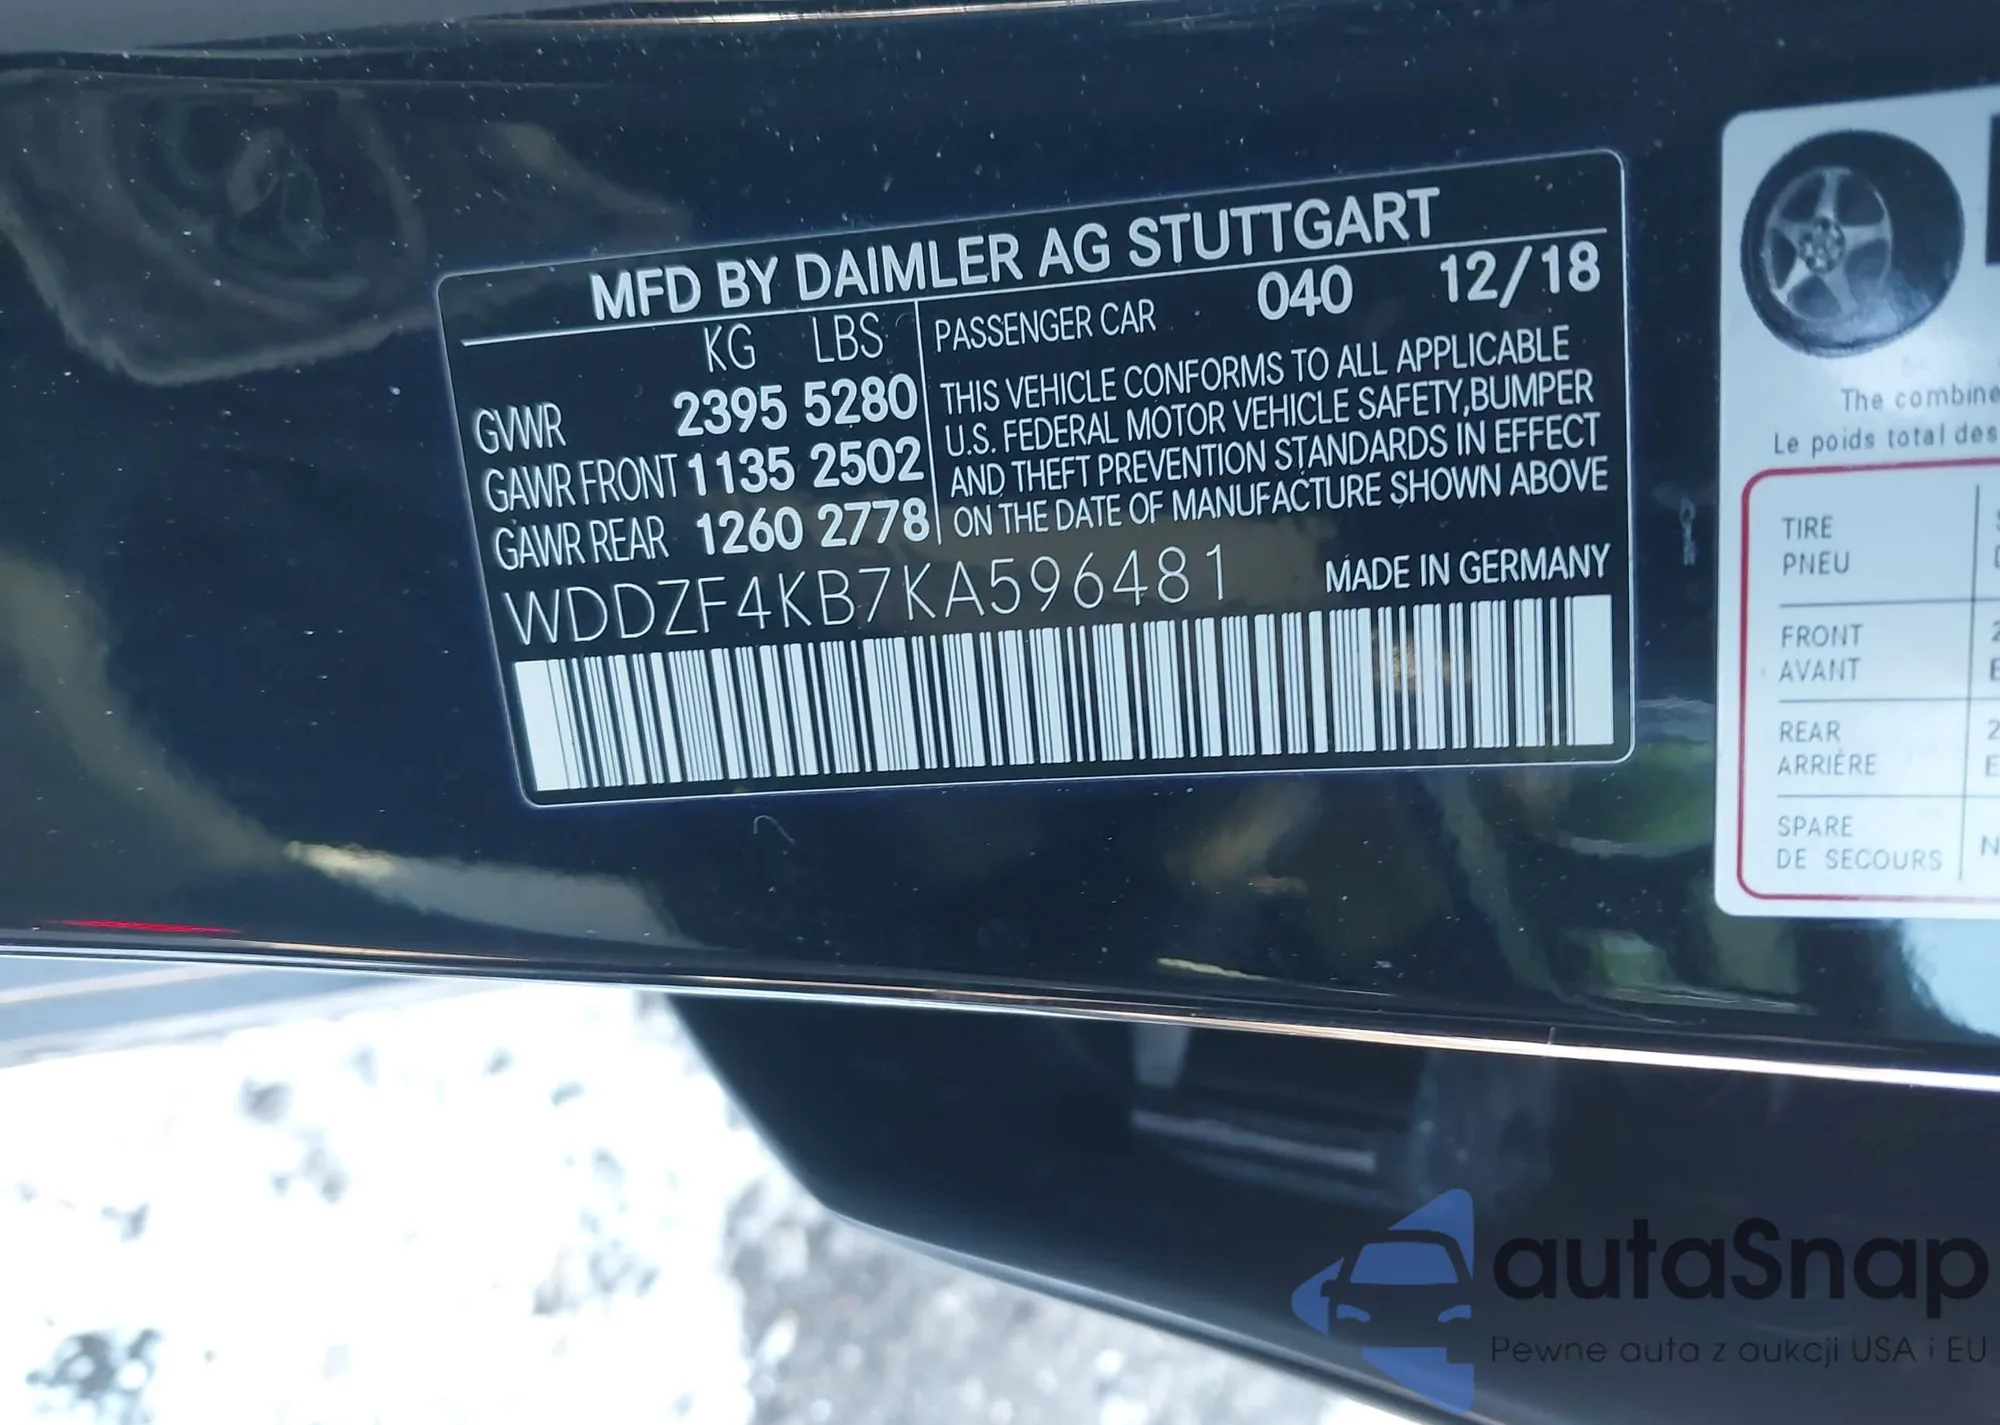 MFD BY DAIMLER AG STUTTGART
KG LBS
GVWR 2395 5280
GAWR FRONT 1135 2502
GAWR REAR 1260 2778
PASSENGER CAR 040 12/18
THIS VEHICLE CONFORMS TO ALL APPLICABLE
U.S. FEDERAL MOTOR VEHICLE SAFETY,BUMPER
AND THEFT PREVENTION STANDARDS IN EFFECT
ON THE DATE OF MANUFACTURE SHOWN ABOVE
WDDZF4KB7KA596481 MADE IN GERMANY
The
Le poids total des
TIRE
PNEU
FRONT
AVANT
REAR
ARRIÈRE
SPARE
DE SECOURS
autaSnap
Pewne auta z aukcji USA i EU